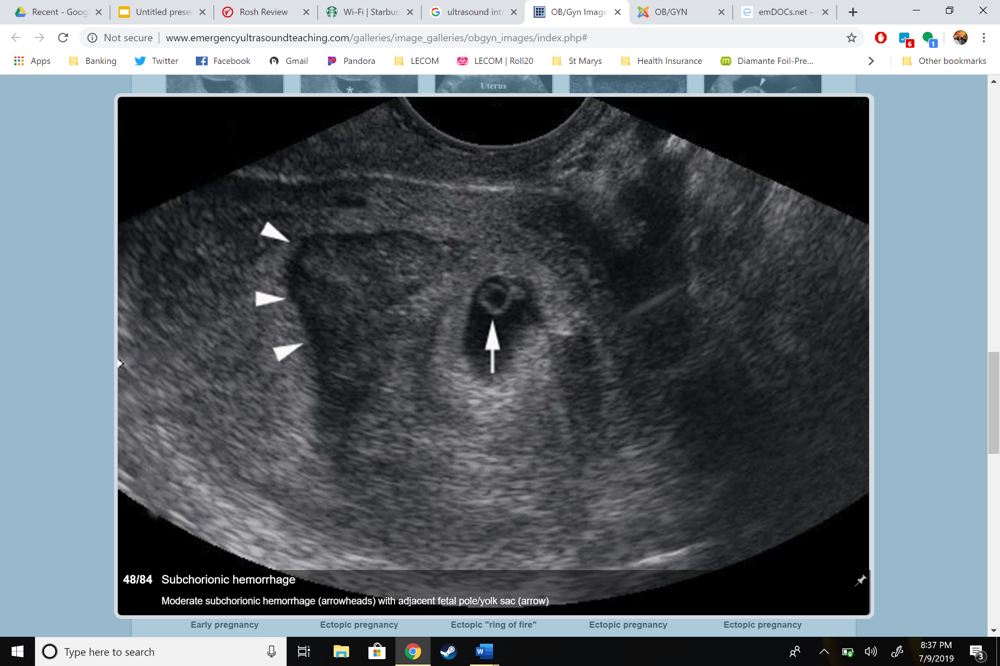 Recent - Goog
Untitled preser
Rosh Review
Wi-Fi | Starbuc
ultrasound intr
OB/Gyn Image
OB/GYN
emDOCs.net –
Not secure
www.emergencyultrasoundteaching.com/galleries/image_galleries/obgyn_images/index.php#
6
1
Apps
Banking
Twitter
Facebook
Gmail
Pandora
LECOM
LECOM | Roll20
St Marys
Health Insurance
m
Diamante Foil-Pre...
Other bookmarks
Uterus
48/84 Subchorionic hemorrhage
Moderate subchorionic hemorrhage (arrowheads) with adjacent fetal pole/yolk sac (arrow)
Early pregnancy
Ectopic pregnancy
Ectopic "ring of fire"
Ectopic pregnancy
Ectopic pregnancy
Type here to search
W
8:37 PM
7/9/2019
3